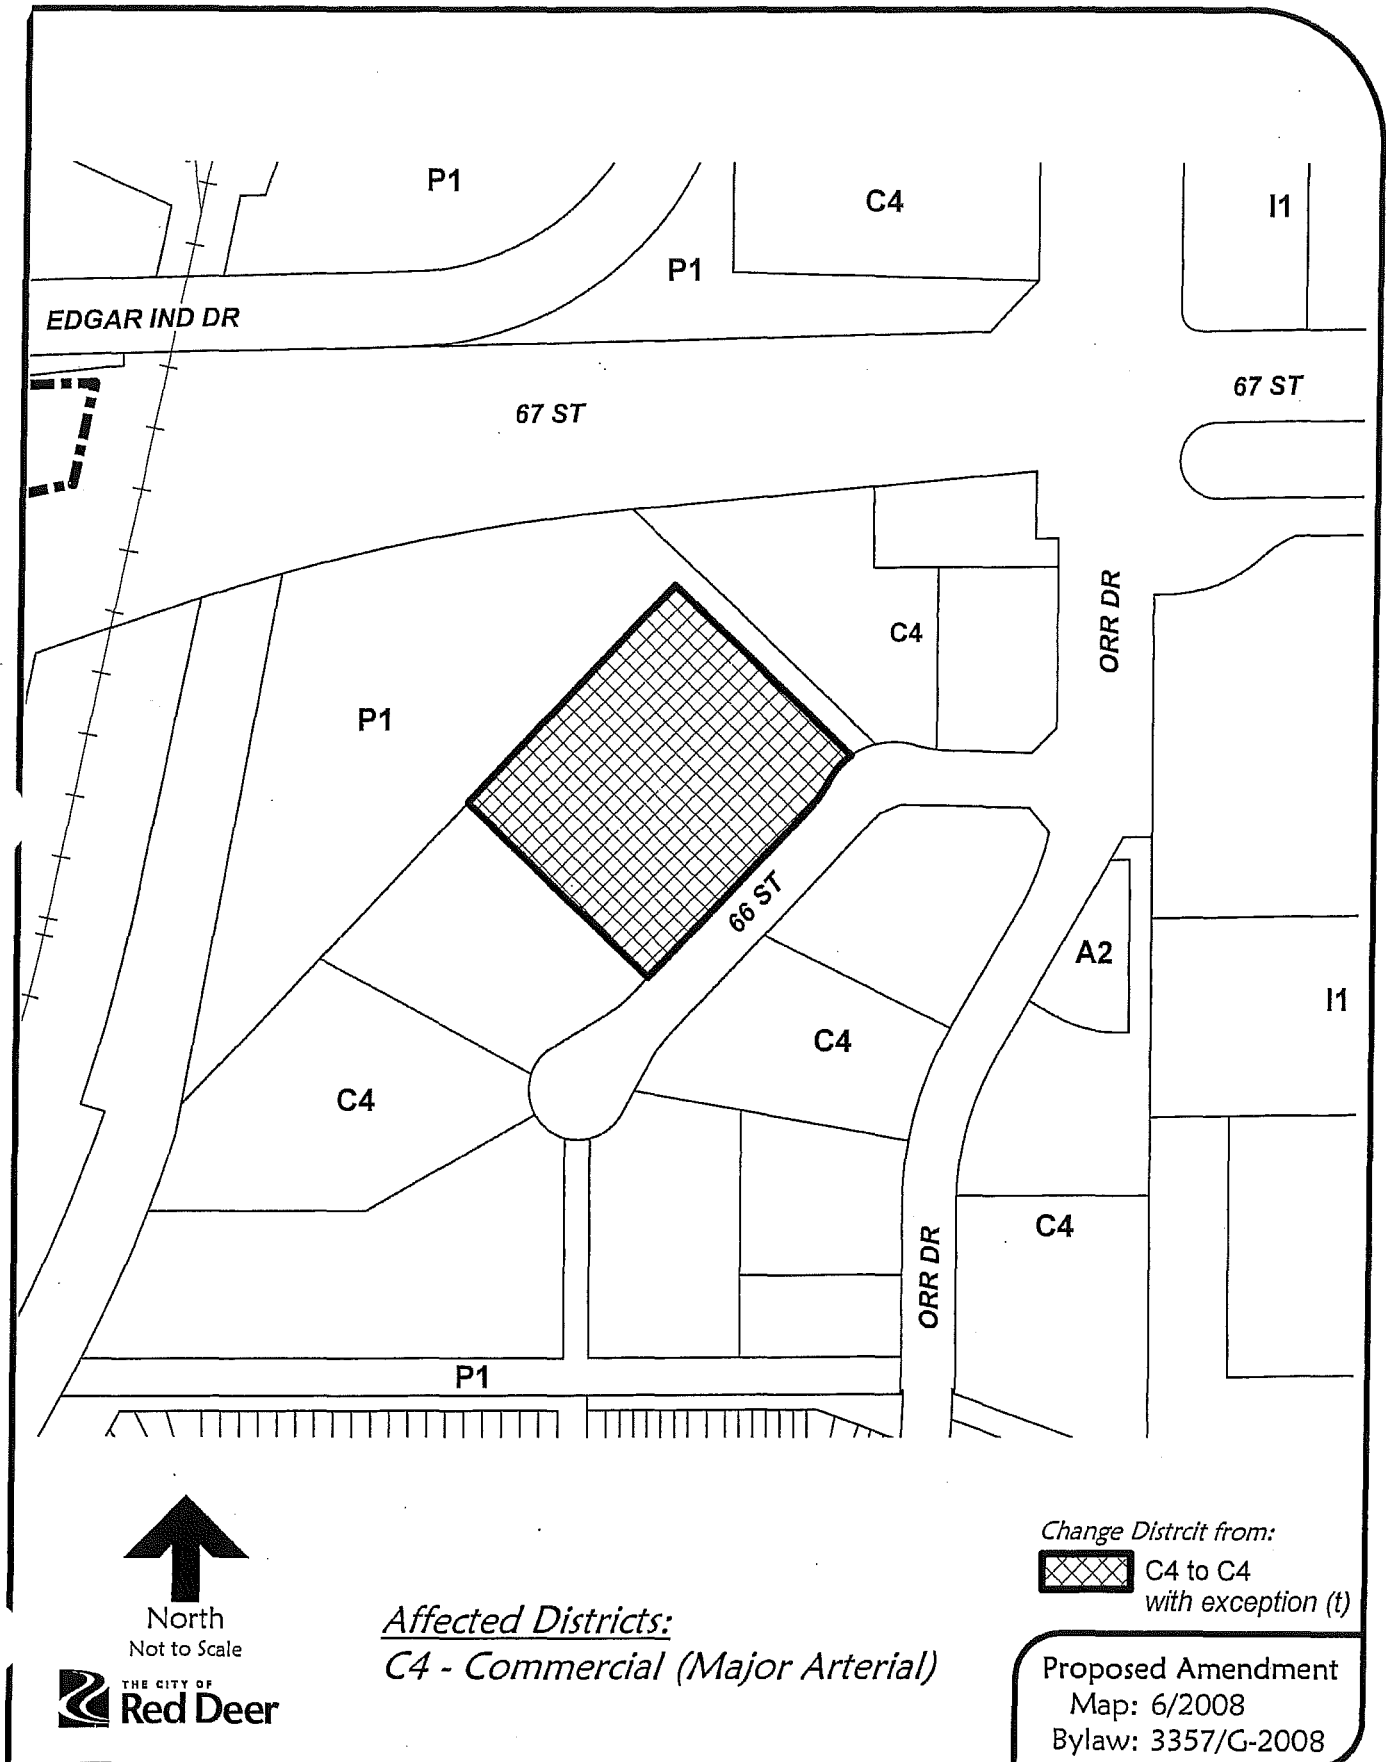 P1
C4
I1
P1
EDGAR IND DR
67 ST
67 ST
ORR DR
C4
P1
66 ST
A2
I1
C4
C4
C4
ORR DR
P1
North
Not to Scale
THE CITY OF
Red Deer
Affected Districts:
C4 - Commercial (Major Arterial)
Change Distrcit from:
C4 to C4
with exception (t)
Proposed Amendment
Map: 6/2008
Bylaw: 3357/G-2008